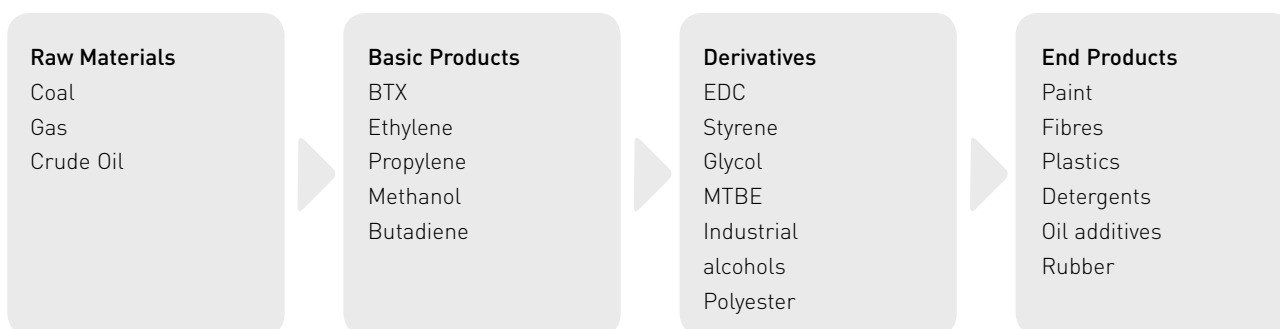 Raw Materials
Coal
Gas
Crude Oil
Basic Products
BTX
Ethylene
Propylene
Methanol
Butadiene
Derivatives
EDC
Styrene
Glycol
MTBE
Industrial
alcohols
Polyester
End Products
Paint
Fibres
Plastics
Detergents
Oil additives
Rubber